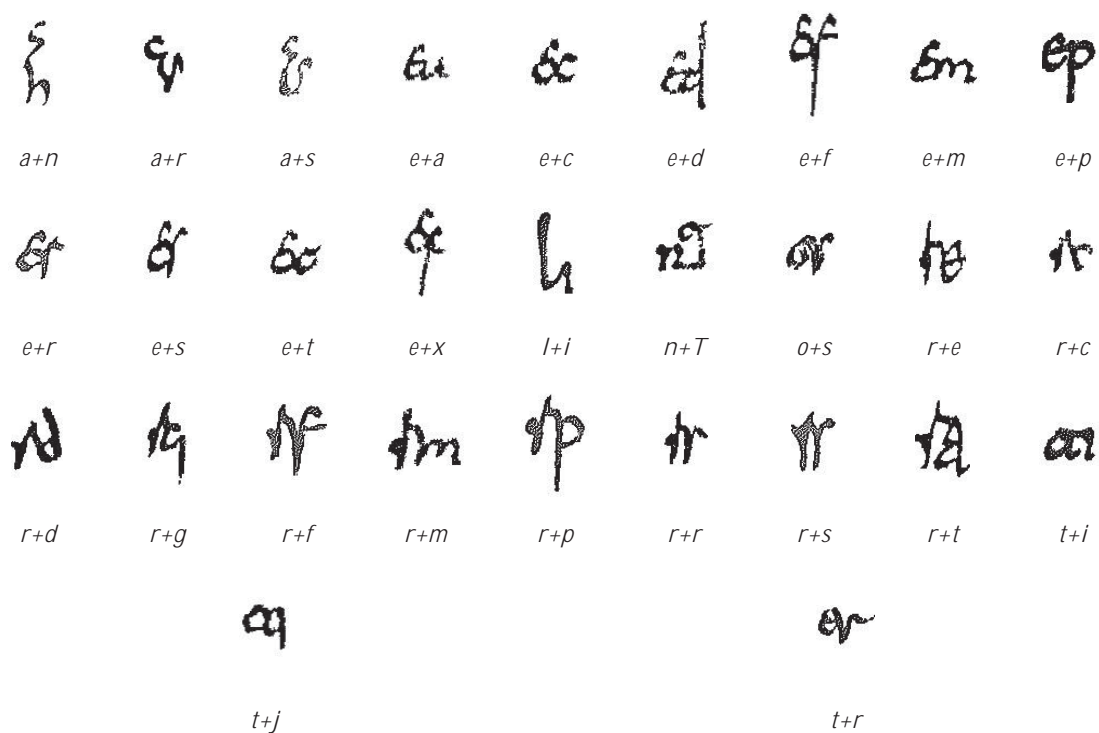 a+n a+r a+s e+a e+c e+d e+f e+m e+p
e+r e+s e+t e+x l+i n+T o+s r+e r+c
r+d r+g r+f r+m r+p r+r r+s r+t t+i
t+j t+r